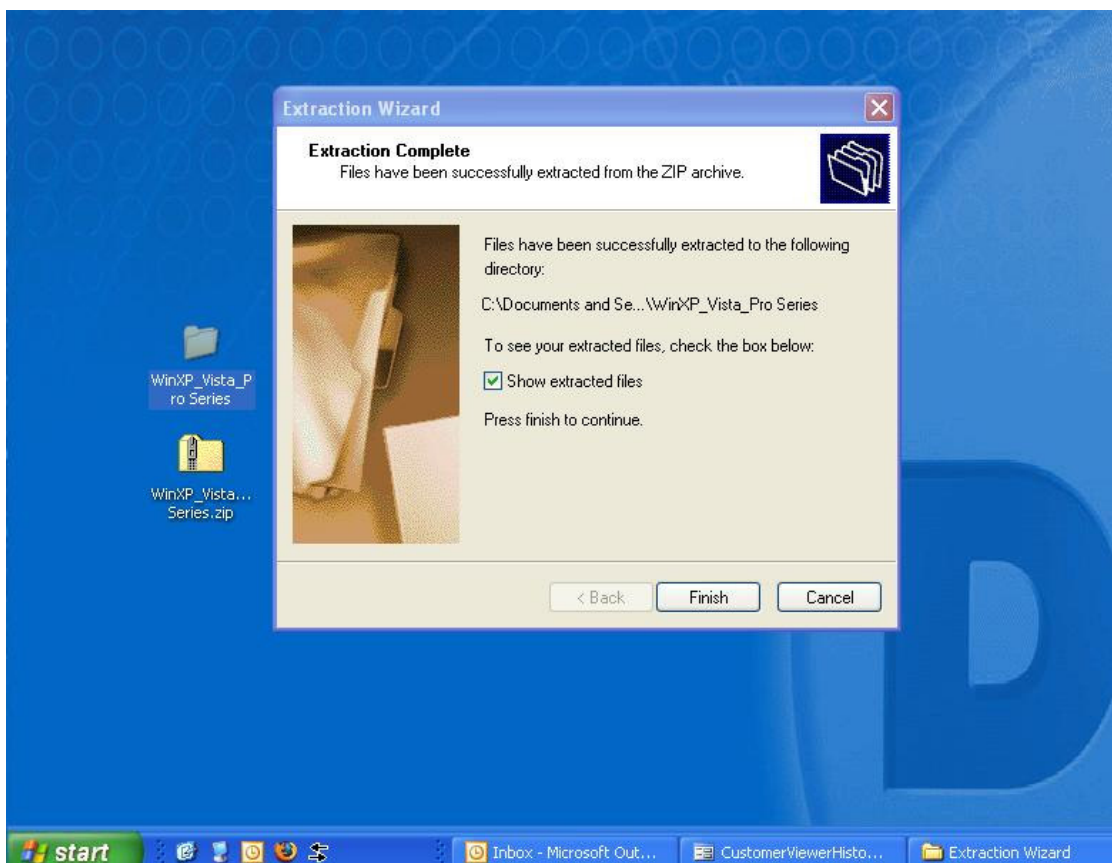 Extraction Wizard
Extraction Complete
Files have been successfully extracted from the ZIP archive.
Files have been successfully extracted to the following
directory:
C:\Documents and Se...\WinXP_Vista_Pro Series
To see your extracted files, check the box below:
Show extracted files
Press finish to continue.
< Back
Finish
Cancel
WinXP_Vista_P
ro Series
WinXP_Vista...
Series.zip
D
start
Inbox - Microsoft Out...
CustomerViewerHisto...
Extraction Wizard